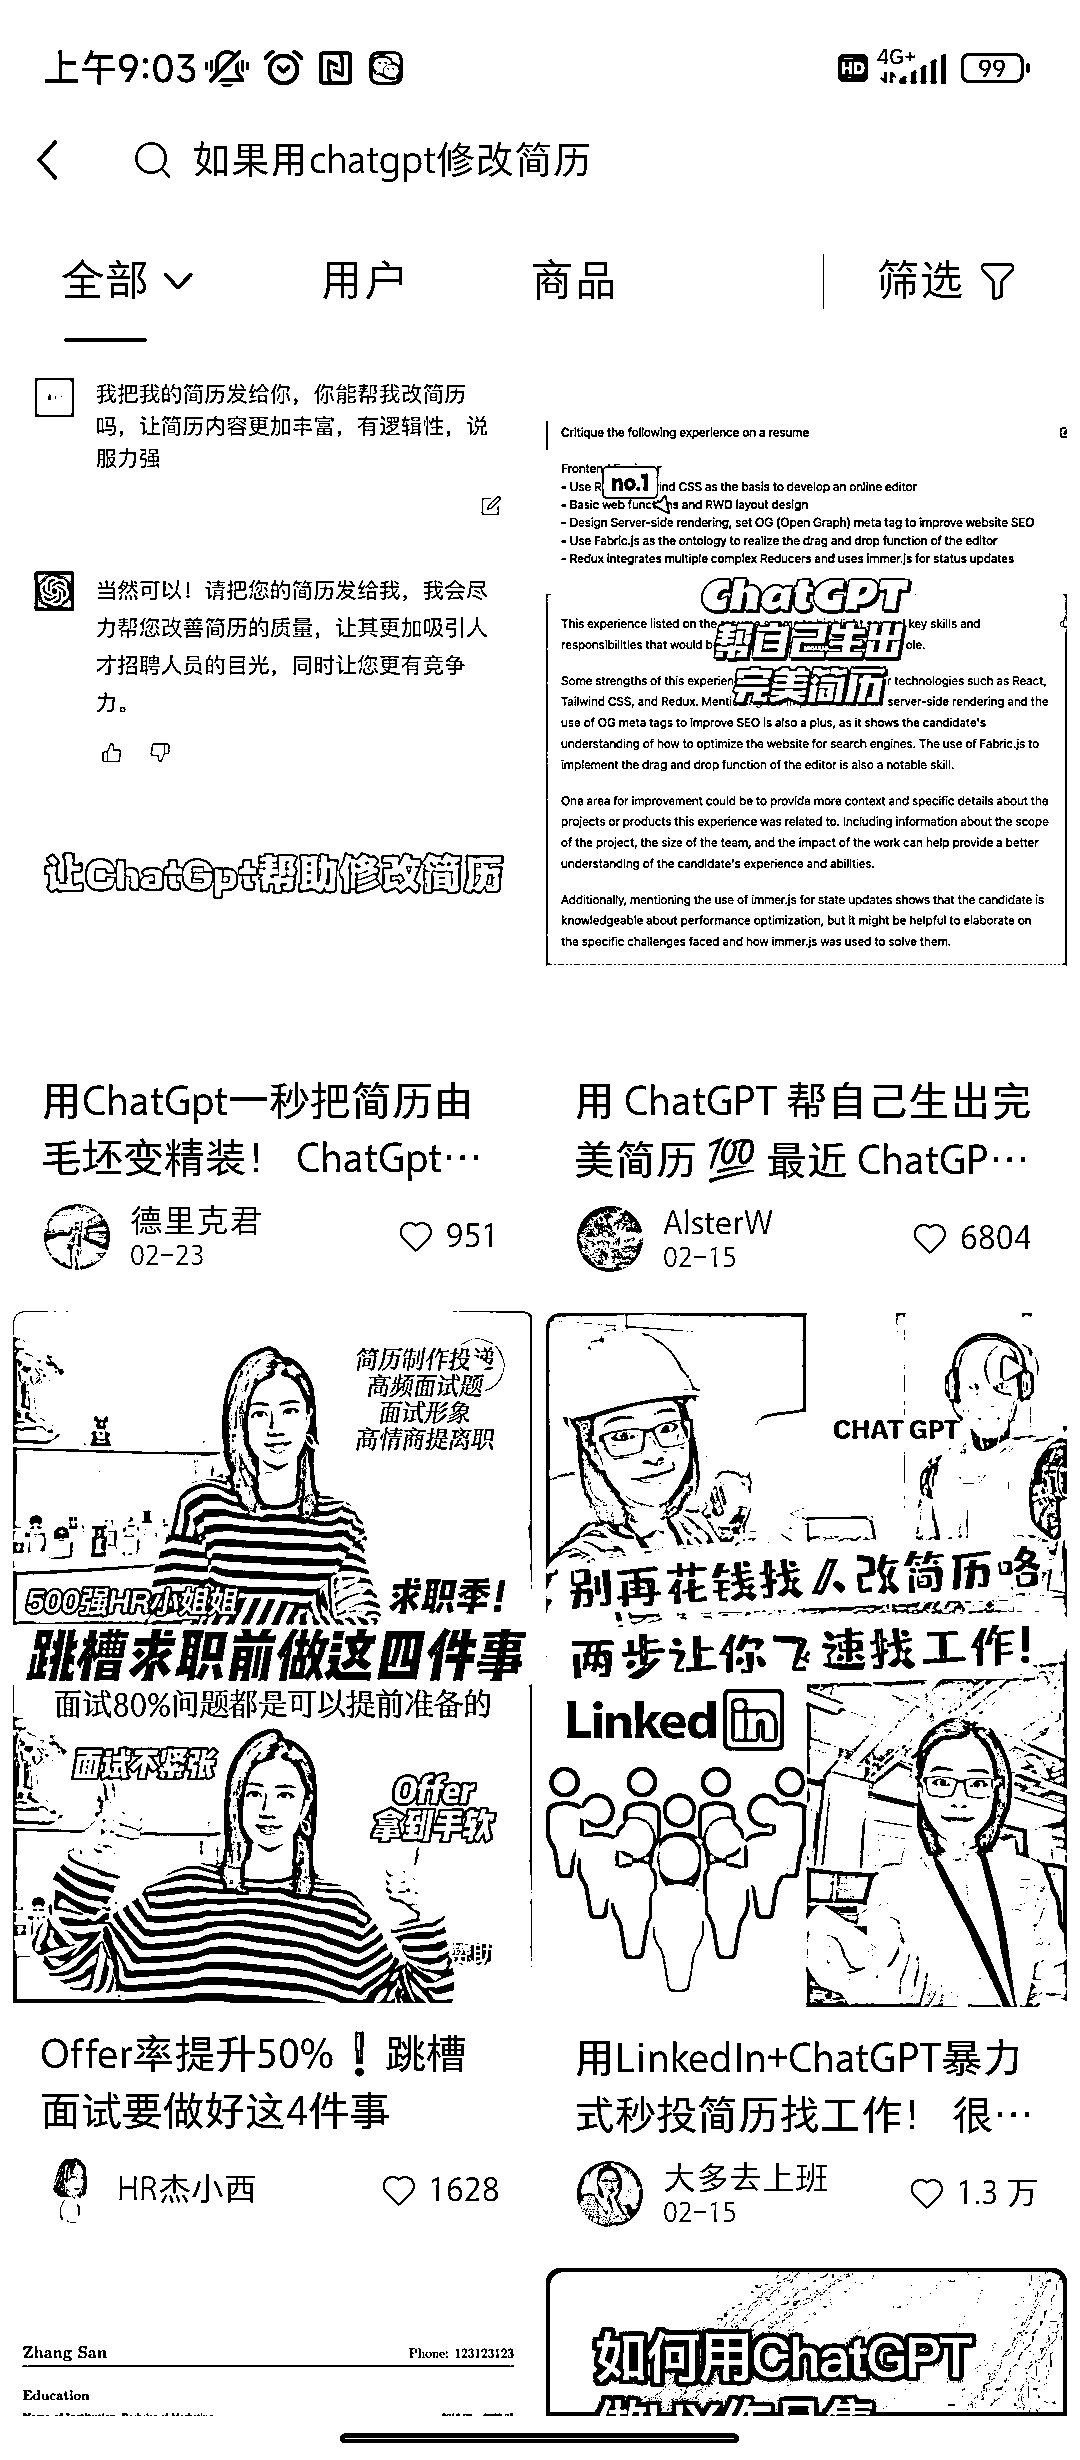 上午9:03
HD 4G+ 99
如果用chatgpt修改简历
全部 用户 商品 筛选
我把我的简历发给你，你能帮我改简历
吗，让简历内容更加丰富，有逻辑性，说
服力强
当然可以！请把您的简历发给我，我会尽
力帮您改善简历的质量，让其更加吸引人
才招聘人员的目光，同时让您更有竞争
力。
让ChatGpt帮助修改简历
用ChatGpt一秒把简历由
毛坯变精装！ ChatGpt…
德里克君
02-23
951
Critique the following experience on a resume
no.1
- Use R ind CSS as the basis to develop an online editor
- Basic web functions and RWD layout design
- Design Server-side rendering, set OG (Open Graph) meta tag to improve website SEO
- Use Fabric.js as the ontology to realize the drag and drop function of the editor
- Redux integrates multiple complex Reducers and uses immer.js for status updates
ChatGPT
帮自己生出
完美简历
This experience listed on the key skills and
responsibilities that would b ole.
Some strengths of this experien r technologies such as React,
Tailwind CSS, and Redux. Menti server-side rendering and the
use of OG meta tags to improve SEO is also a plus, as it shows the candidate's
understanding of how to optimize the website for search engines. The use of Fabric.js to
implement the drag and drop function of the editor is also a notable skill.
One area for improvement could be to provide more context and specific details about the
projects or products this experience was related to. Including information about the scope
of the project, the size of the team, and the impact of the work can help provide a better
understanding of the candidate's experience and abilities.
Additionally, mentioning the use of immer.js for state updates shows that the candidate is
knowledgeable about performance optimization, but it might be helpful to elaborate on
the specific challenges faced and how immer.js was used to solve them.
用 ChatGPT 帮自己生出完
美简历 💯 最近 ChatGP…
AlsterW
02-15
6804
简历制作投递
高频面试题
面试形象
高情商提离职
500强HR小姐姐
求职季！
跳槽求职前做这四件事
面试80%问题都是可以提前准备的
面试不紧张
Offer
拿到手软
赞助
Offer率提升50%❗跳槽
面试要做好这4件事
HR杰小西
1628
CHAT GPT
别再花钱找人改简历咯
两步让你飞速找工作！
Linked in
用LinkedIn+ChatGPT暴力
式秒投简历找工作！ 很…
大多去上班
02-15
1.3 万
Zhang San
Phone: 123123123
Education
如何用ChatGPT